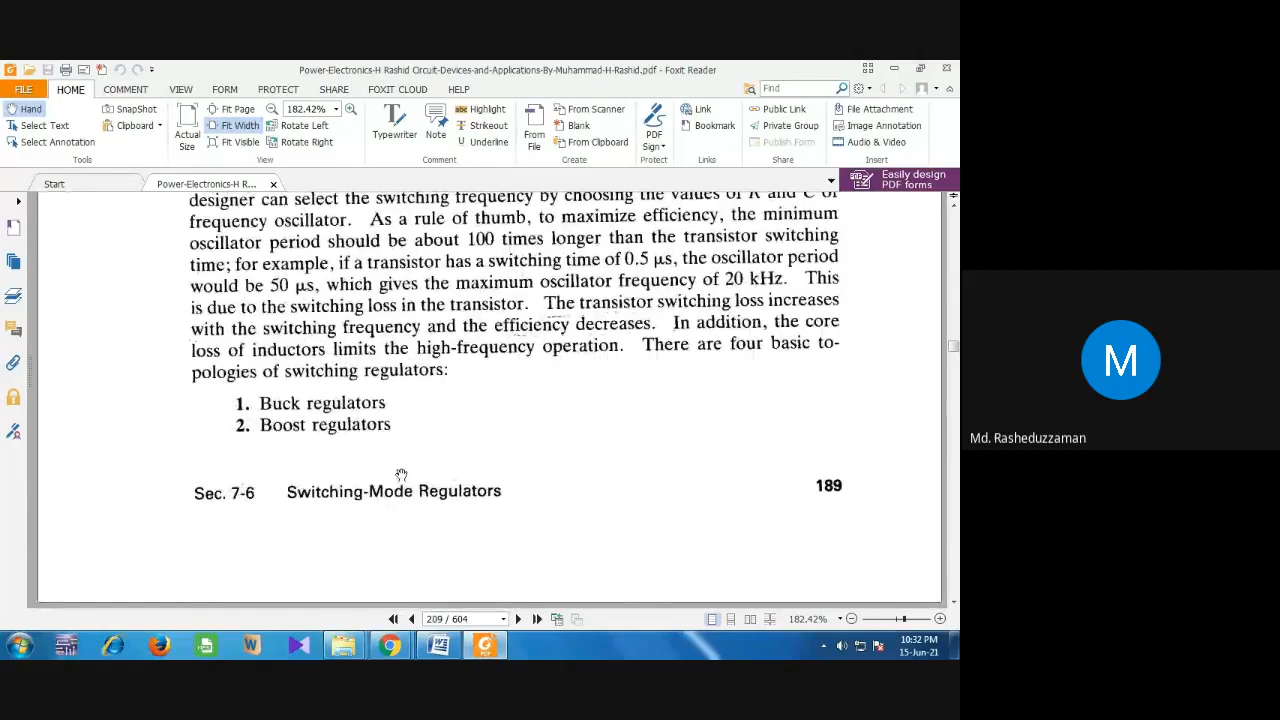 Power-Electronics-H Rashid Circuit-Devices-and-Applications-By-Muhammad-H-Rashid.pdf - Foxit Reader
FILE HOME COMMENT VIEW FORM PROTECT SHARE FOXIT CLOUD HELP Find
Hand SnapShot Fit Page 182.42% Highlight From Scanner Link Public Link File Attachment
Select Text Clipboard Fit Width Rotate Left Strikeout Blank Bookmark Private Group Image Annotation
Select Annotation Fit Visible Rotate Right Underline From Clipboard Publish Form Audio & Video
Actual Size Typewriter Note From File PDF Sign
Tools View Comment Create Protect Links Share Insert
Start Power-Electronics-H R... Easily design PDF forms
designer can select the switching frequency by choosing the values of R and C of
frequency oscillator. As a rule of thumb, to maximize efficiency, the minimum
oscillator period should be about 100 times longer than the transistor switching
time; for example, if a transistor has a switching time of 0.5 μs, the oscillator period
would be 50 μs, which gives the maximum oscillator frequency of 20 kHz. This
is due to the switching loss in the transistor. The transistor switching loss increases
with the switching frequency and the efficiency decreases. In addition, the core
loss of inductors limits the high-frequency operation. There are four basic to-
pologies of switching regulators:
1. Buck regulators
2. Boost regulators
Sec. 7-6 Switching-Mode Regulators 189
209 / 604 182.42%
10:32 PM
15-Jun-21
M
Md. Rasheduzzaman